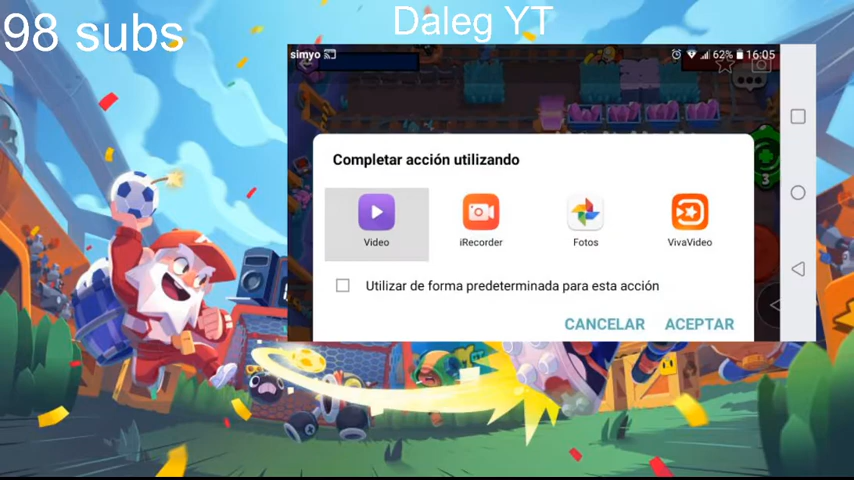 98 subs
Daleg YT
simyo
62% 16:05
3
Completar acción utilizando
Video
iRecorder
Fotos
VivaVideo
Utilizar de forma predeterminada para esta acción
CANCELAR
ACEPTAR